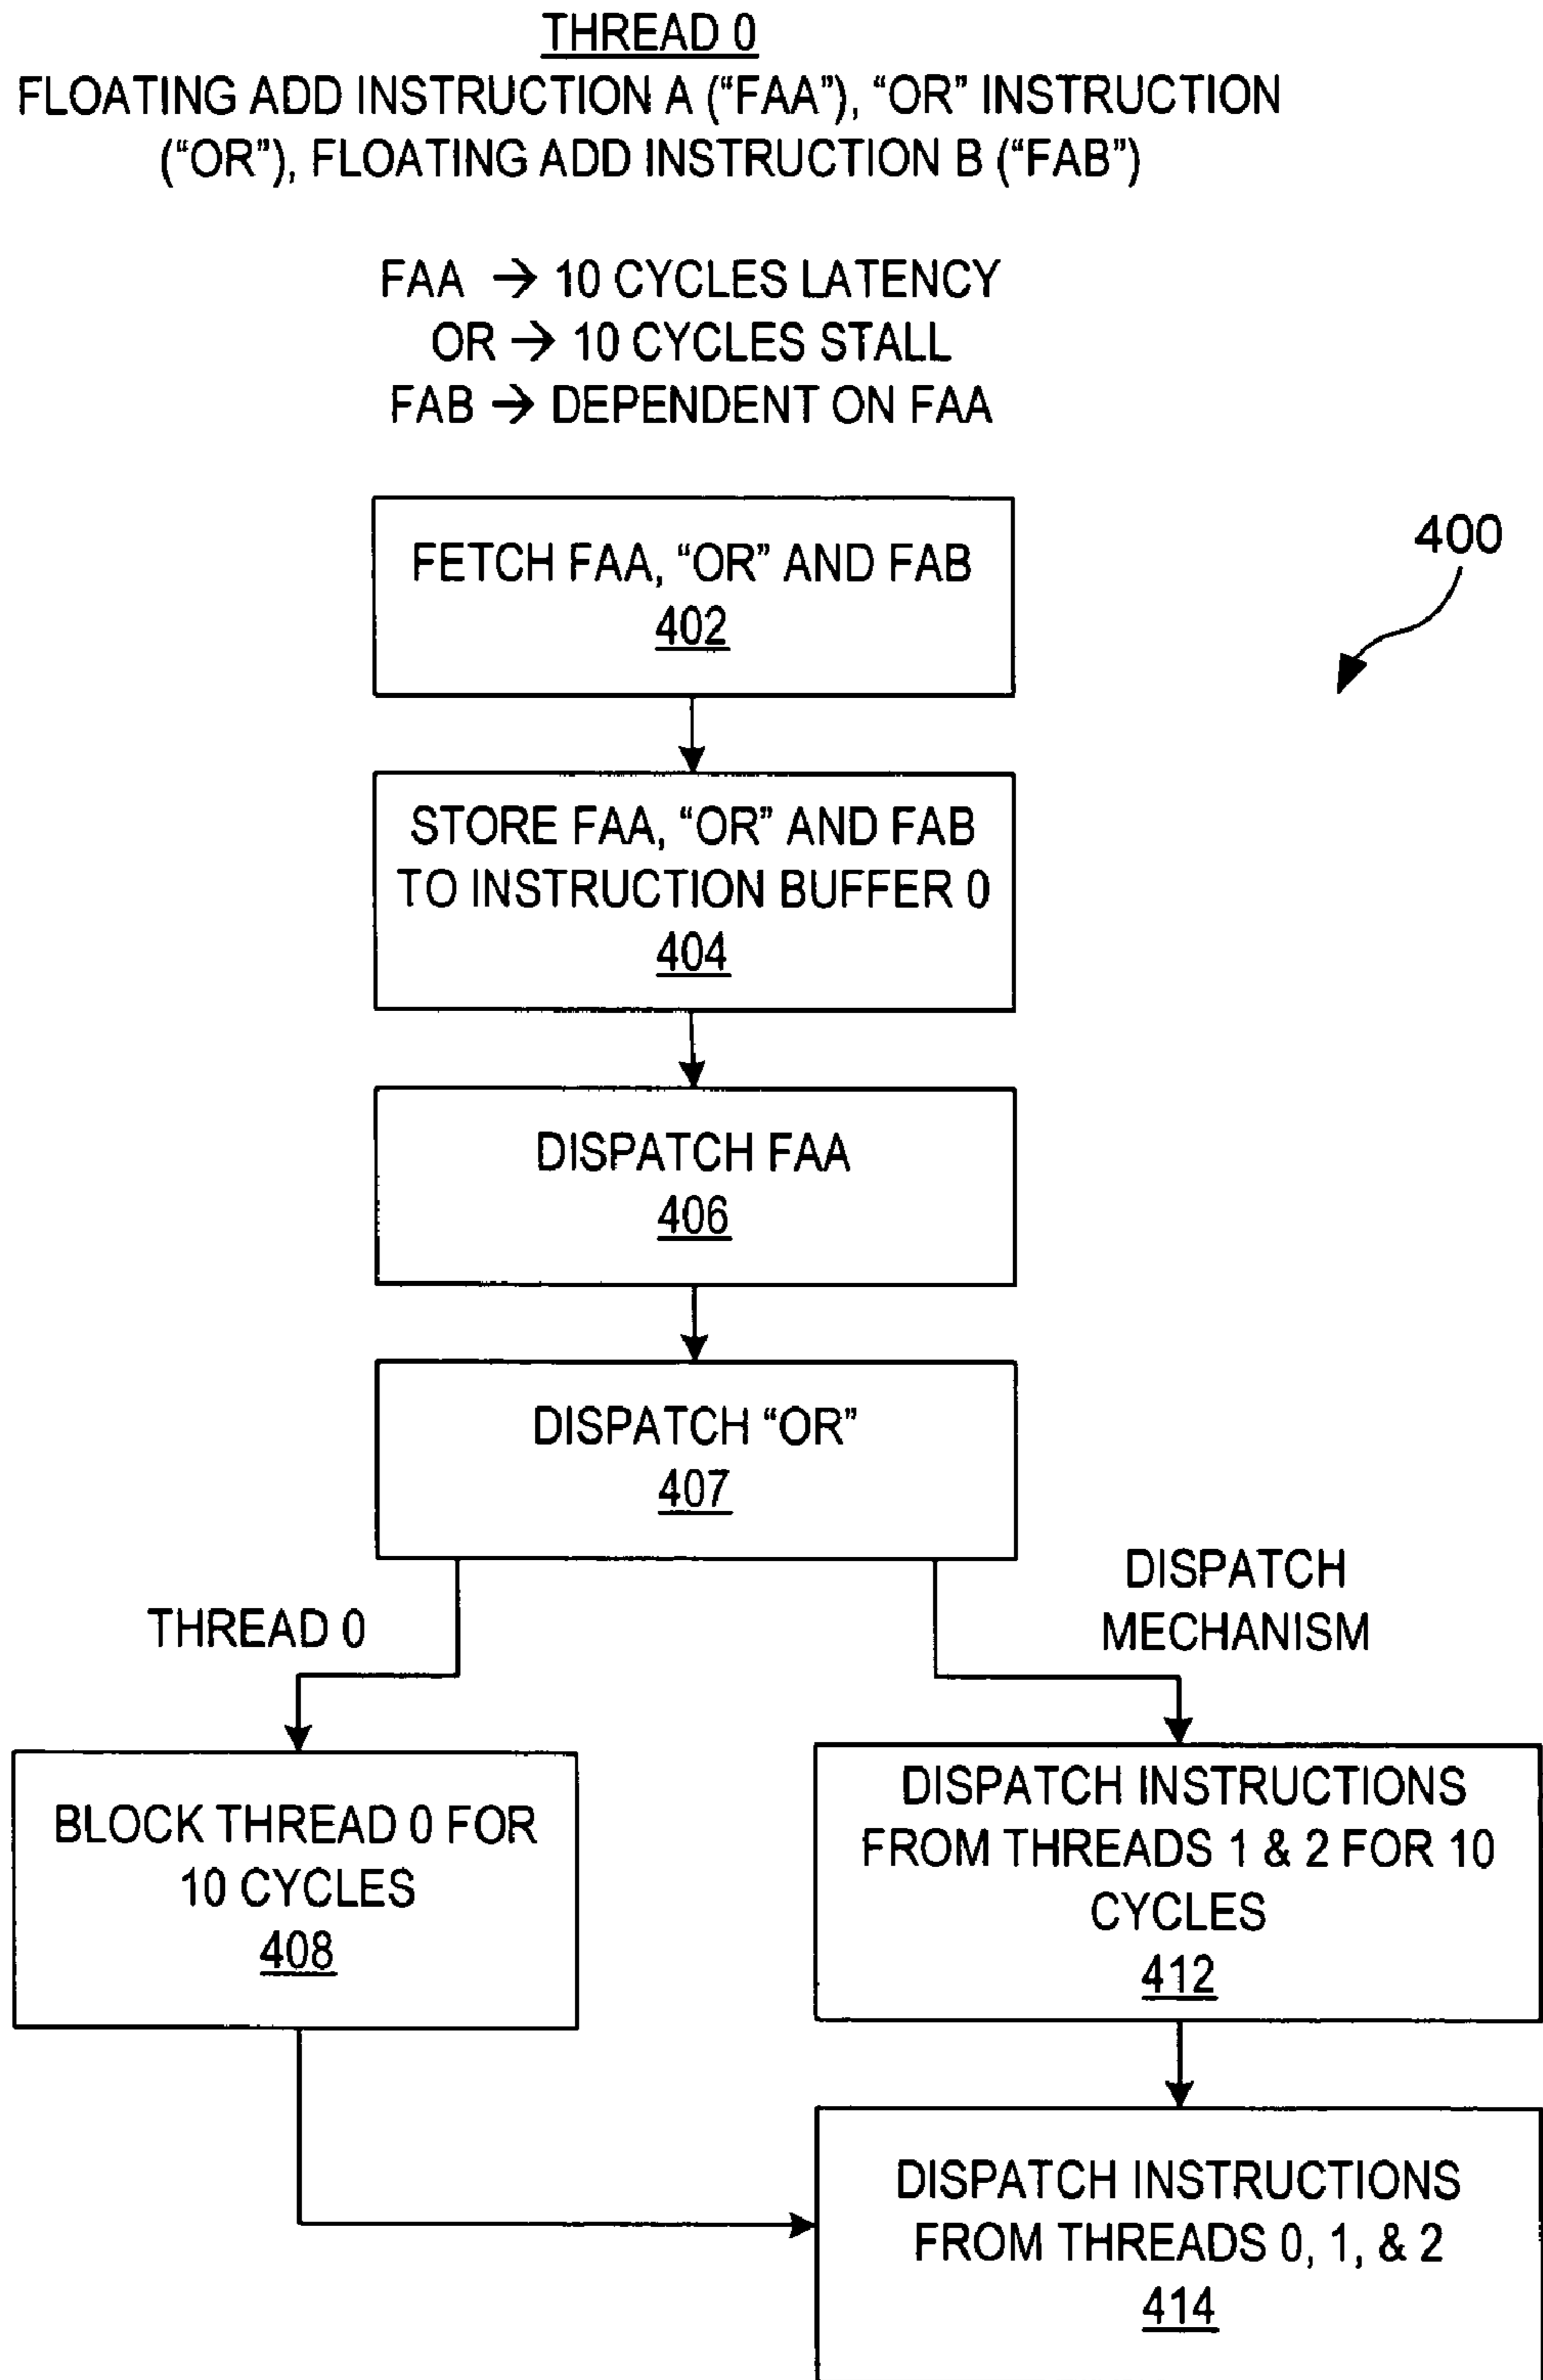 THREAD 0
FLOATING ADD INSTRUCTION A (“FAA”), “OR” INSTRUCTION
(“OR”), FLOATING ADD INSTRUCTION B (“FAB”)
FAA → 10 CYCLES LATENCY
OR → 10 CYCLES STALL
FAB → DEPENDENT ON FAA
400
FETCH FAA, “OR” AND FAB
402
STORE FAA, “OR” AND FAB
TO INSTRUCTION BUFFER 0
404
DISPATCH FAA
406
DISPATCH “OR”
407
THREAD 0
DISPATCH
MECHANISM
BLOCK THREAD 0 FOR
10 CYCLES
408
DISPATCH INSTRUCTIONS
FROM THREADS 1 & 2 FOR 10
CYCLES
412
DISPATCH INSTRUCTIONS
FROM THREADS 0, 1, & 2
414